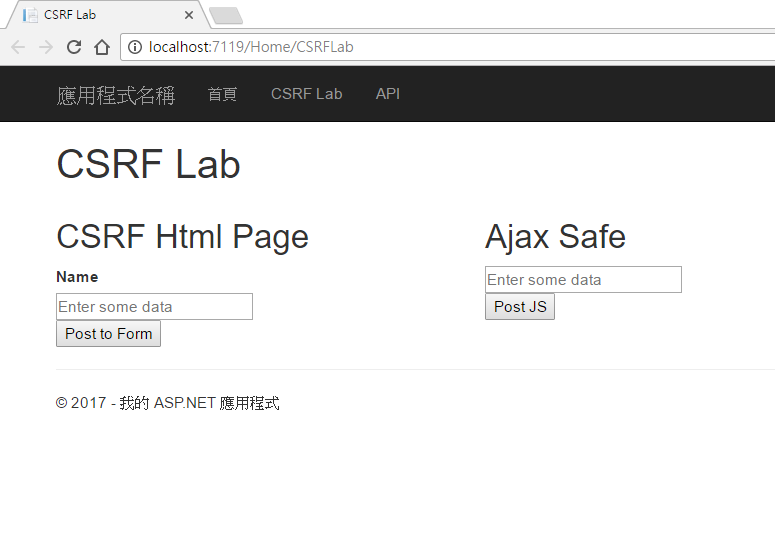 CSRF Lab
localhost:7119/Home/CSRFLab
應用程式名稱 首頁 CSRF Lab API
CSRF Lab
CSRF Html Page
Name
Enter some data
Post to Form
Ajax Safe
Enter some data
Post JS
© 2017 - 我的 ASP.NET 應用程式